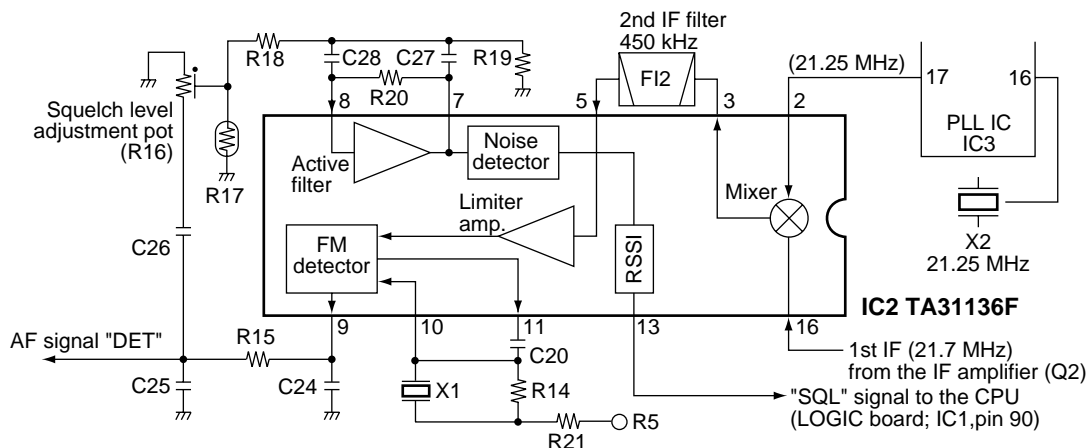 2nd IF filter
450 kHz
(21.25 MHz)
R18
C28
C27
R19
R20
FI2
17
16
PLL IC
IC3
8
7
5
3
2
Squelch level
adjustment pot
(R16)
R17
Active
filter
Noise
detector
Mixer
X2
21.25 MHz
Limiter
amp.
C26
FM
detector
RSSI
IC2 TA31136F
9
10
11
13
16
AF signal "DET"
R15
C20
1st IF (21.7 MHz)
from the IF amplifier (Q2)
C25
C24
X1
R14
"SQL" signal to the CPU
(LOGIC board; IC1,pin 90)
R5
R21